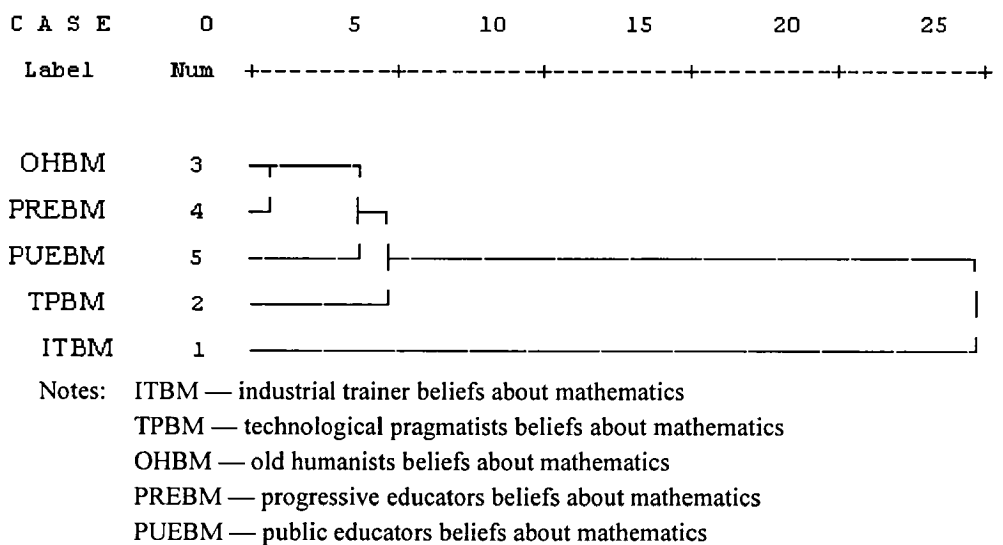 C A S E 0 5 10 15 20 25
Label Num +---------+---------+---------+---------+---------+
OHBM 3
PREBM 4
PUEBM 5
TPBM 2
ITBM 1
Notes: ITBM — industrial trainer beliefs about mathematics
TPBM — technological pragmatists beliefs about mathematics
OHBM — old humanists beliefs about mathematics
PREBM — progressive educators beliefs about mathematics
PUEBM — public educators beliefs about mathematics